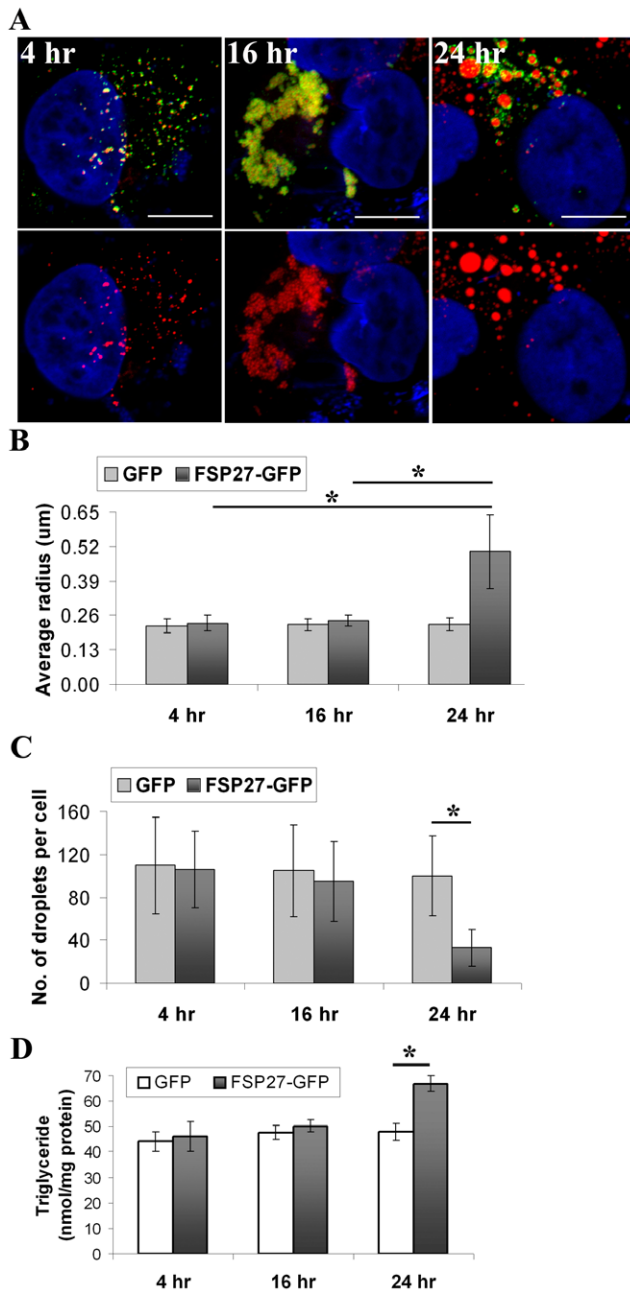 A
4 hr 16 hr 24 hr
B
GFP FSP27-GFP
*
*
Average radius (um)
0.65
0.52
0.39
0.26
0.13
0.00
4 hr 16 hr 24 hr
C
GFP FSP27-GFP
*
No. of droplets per cell
160
120
80
40
0
4 hr 16 hr 24 hr
D
GFP FSP27-GFP
*
Triglyceride
(nmol/mg protein)
70
60
50
40
30
20
10
0
4 hr 16 hr 24 hr